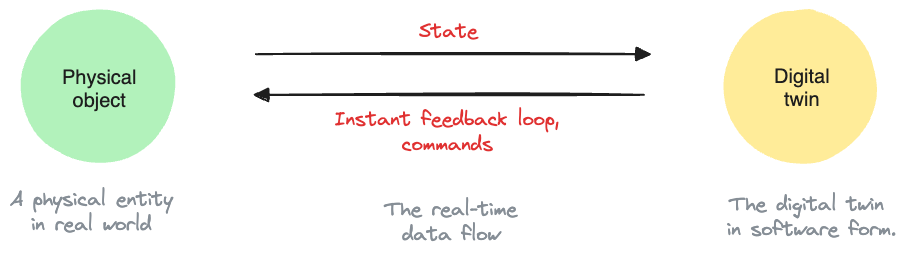 State
Physical
object
Digital
twin
Instant feedback loop,
commands
A physical entity
in real world
The real-time
data flow
The digital twin
in software form.